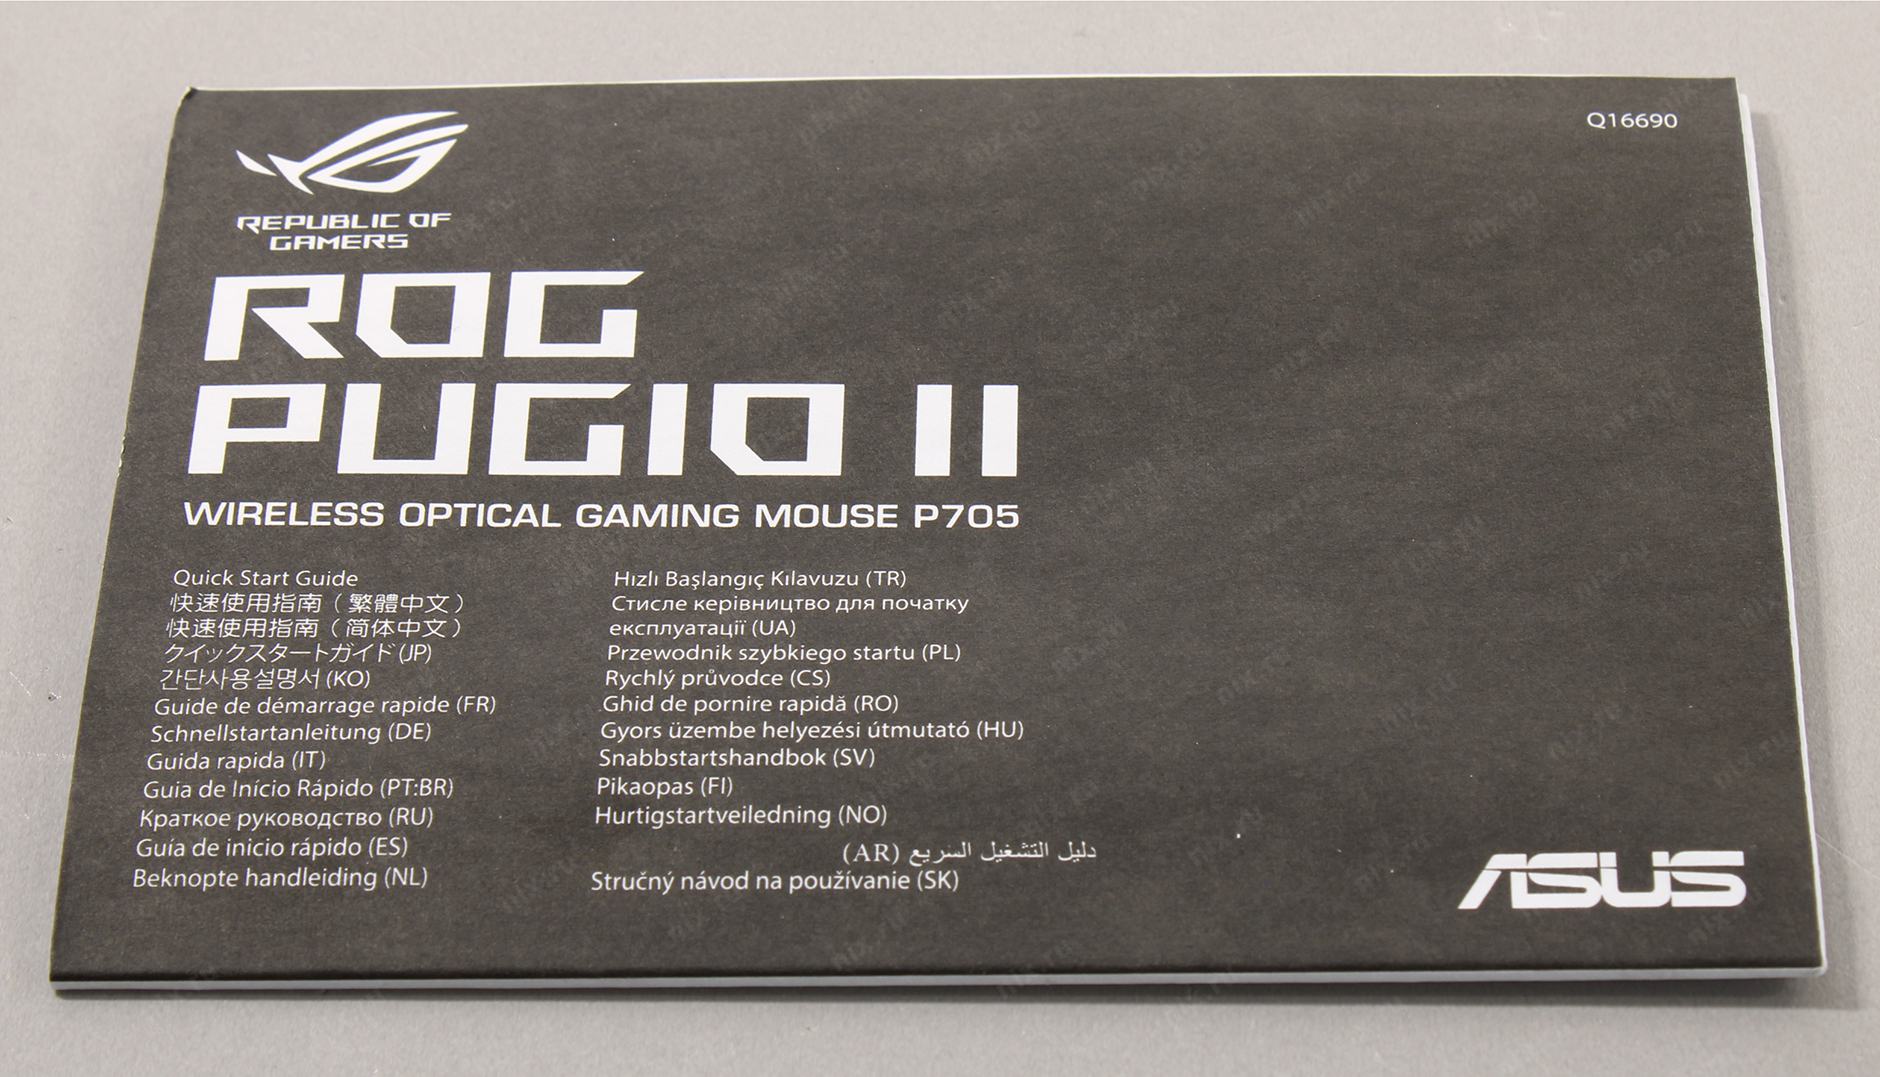 Q16690
REPUBLIC OF
GAMERS
ROG
PUGIO II
WIRELESS OPTICAL GAMING MOUSE P705
Quick Start Guide
快速使用指南（繁體中文）
快速使用指南（简体中文）
クイックスタートガイド(JP)
간단사용설명서 (KO)
Guide de démarrage rapide (FR)
Schnellstartanleitung (DE)
Guida rapida (IT)
Guia de Início Rápido (PT:BR)
Краткое руководство (RU)
Guía de inicio rápido (ES)
Beknopte handleiding (NL)
Hızlı Başlangıç Kılavuzu (TR)
Стисле керівництво для початку
експлуатації (UA)
Przewodnik szybkiego startu (PL)
Rychlý průvodce (CS)
Ghid de pornire rapidă (RO)
Gyors üzembe helyezési útmutató (HU)
Snabbstartshandbok (SV)
Pikaopas (FI)
Hurtigstartveiledning (NO)
دليل التشغيل السريع (AR)
Stručný návod na používanie (SK)
ASUS